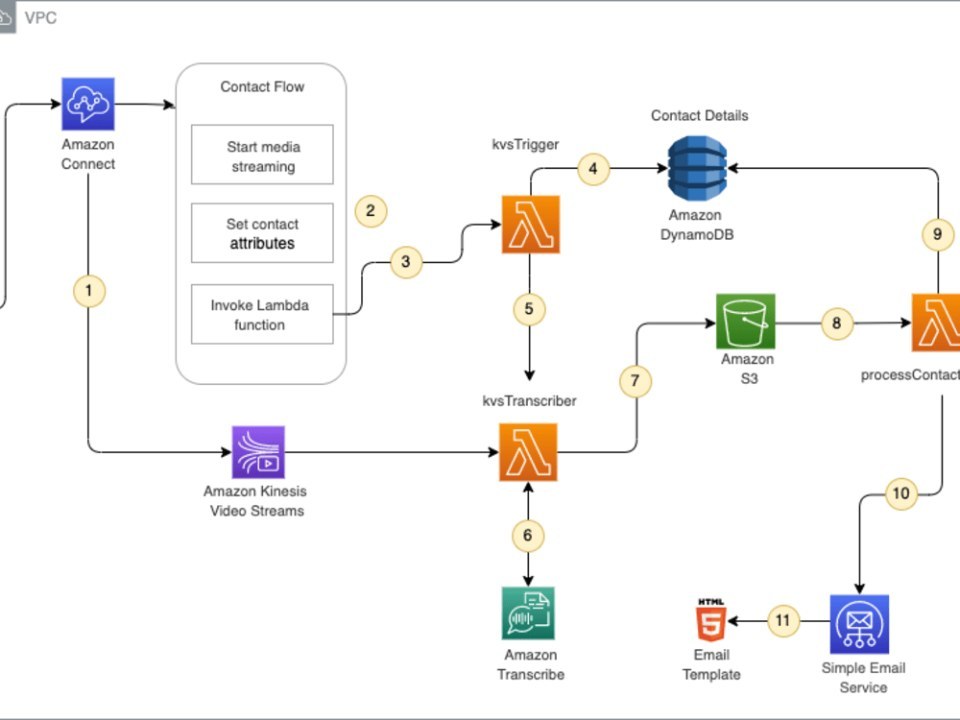 VPC
Amazon
Connect
Contact Flow
Start media
streaming
Set contact
attributes
Invoke Lambda
function
1
2
3
kvsTrigger
4
Contact Details
Amazon
DynamoDB
5
kvsTranscriber
6
Amazon
Transcribe
Amazon Kinesis
Video Streams
7
Amazon
S3
8
9
processContact
10
Simple Email
Service
11
HTML
5
Email
Template